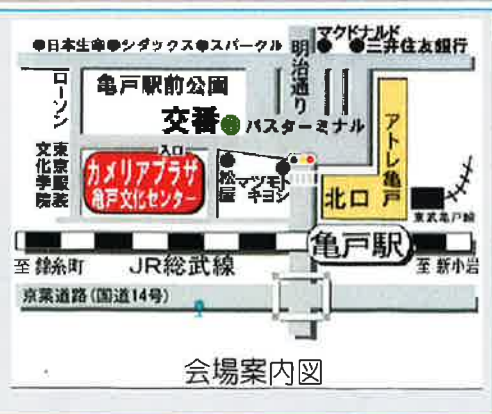 ●日本生命●シダックス●スパークル
明治通り
マクドナルド
●●三井住友銀行
ローソン
亀戸駅前公園
交番
バスターミナル
アトレ亀戸
東京服装
文化学院
入口
カメリアプラザ
亀戸文化センター
松屋
マツモト
キヨシ
北口
東武亀戸線
亀戸駅
至 錦糸町
JR総武線
至 新小岩
京葉道路(国道14号)
会場案内図